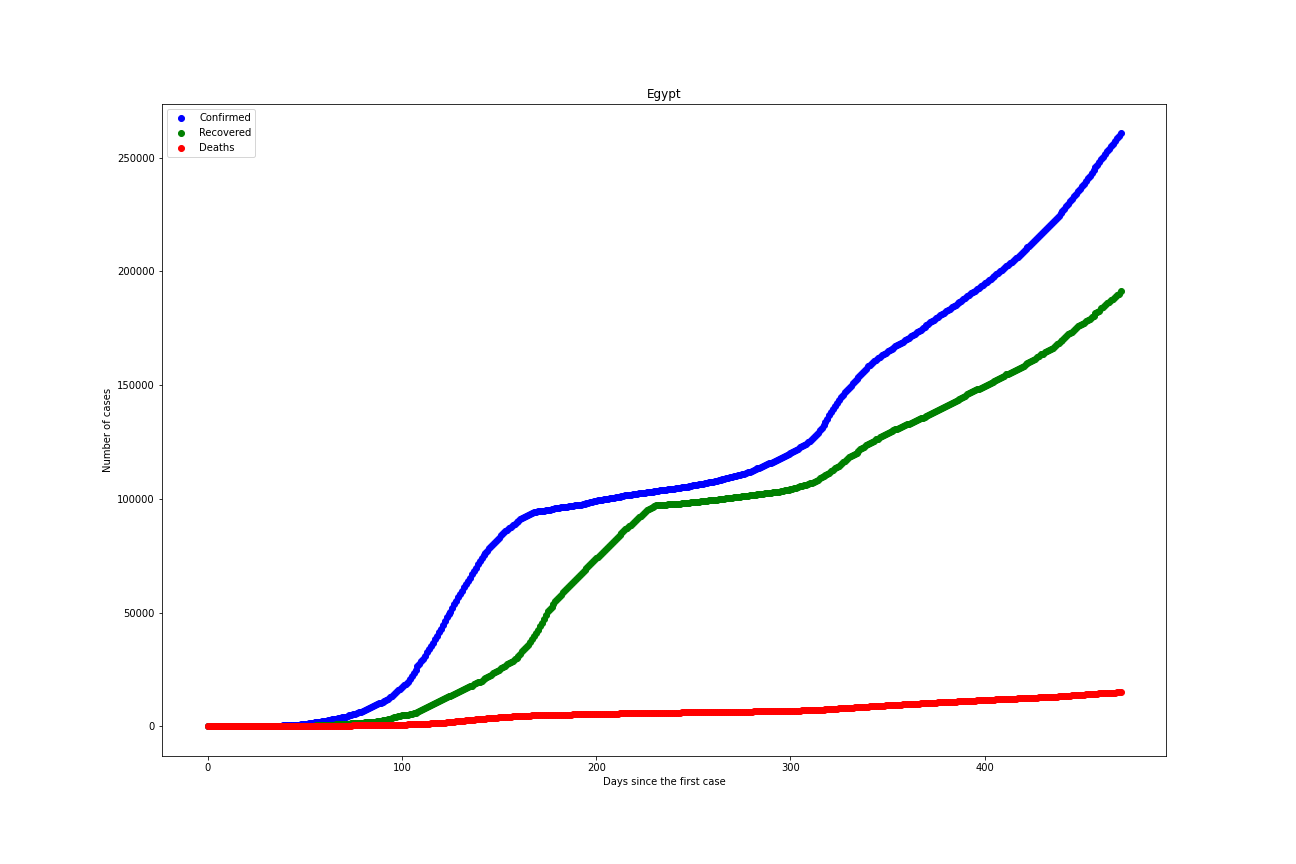 Egypt
Confirmed
Recovered
Deaths
250000
200000
150000
100000
50000
0
Number of cases
0 100 200 300 400
Days since the first case